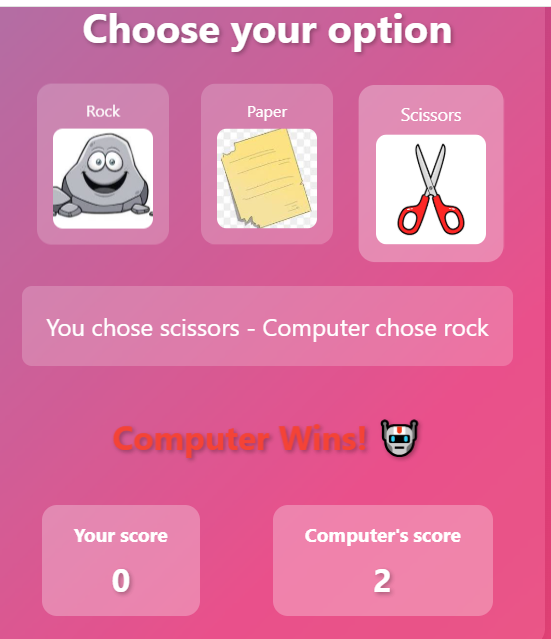 Choose your option
Rock
Paper
Scissors
You chose scissors - Computer chose rock
Computer Wins!
Your score
0
Computer's score
2